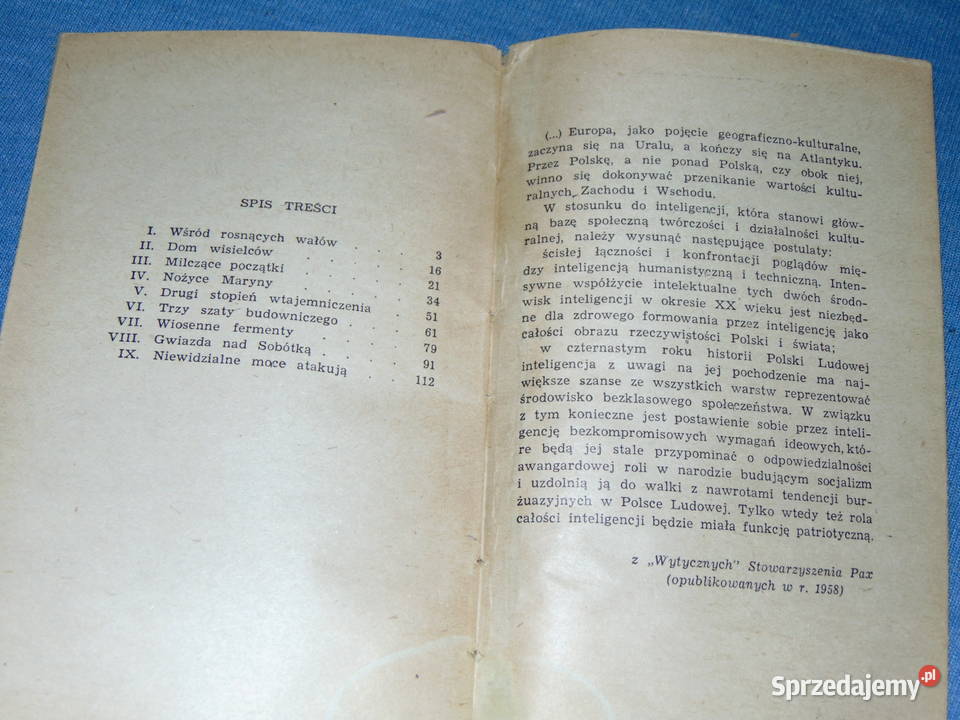 SPIS TREŚCI
I. Wśród rosnących wałów . . 3
II. Dom wisielców . . . 16
III. Milczące początki . . . 21
IV. Nożyce Maryny . . . 34
V. Drugi stopień wtajemniczenia . 51
VI. Trzy szaty budowniczego . . 61
VII. Wiosenne fermenty . . 79
VIII. Gwiazda nad Sobótką . . 91
IX. Niewidzialne moce atakują . . 112
(...) Europa, jako pojęcie geograficzno-kulturalne,
zaczyna się na Uralu, a kończy się na Atlantyku.
Przez Polskę, a nie ponad Polską, czy obok niej,
winno się dokonywać przenikanie wartości kultu-
ralnych Zachodu i Wschodu.
W stosunku do inteligencji, która stanowi głów-
ną bazę społeczną twórczości i działalności kultu-
ralnej, należy wysunąć następujące postulaty:
ścisłej łączności i konfrontacji poglądów mię-
dzy inteligencją humanistyczną i techniczną. Inten-
sywne współżycie intelektualne tych dwóch środo-
wisk inteligencji w okresie XX wieku jest niezbęd-
ne dla zdrowego formowania przez inteligencję jako
całości obrazu rzeczywistości Polski i świata;
w czternastym roku historii Polski Ludowej
inteligencja z uwagi na jej pochodzenie ma naj-
większe szanse ze wszystkich warstw reprezentować
środowisko bezklasowego społeczeństwa. W związku
z tym konieczne jest postawienie sobie przez inteli-
gencję bezkompromisowych wymagań ideowych, któ-
re będą jej stale przypominać o odpowiedzialności
awangardowej roli w narodzie budującym socjalizm
i uzdolnią ją do walki z nawrotami tendencji bur-
żuazyjnych w Polsce Ludowej. Tylko wtedy też rola
całości inteligencji będzie miała funkcję patriotyczną.
z „Wytycznych" Stowarzyszenia Pax
(opublikowanych w r. 1958)
Sprzedajemy.pl